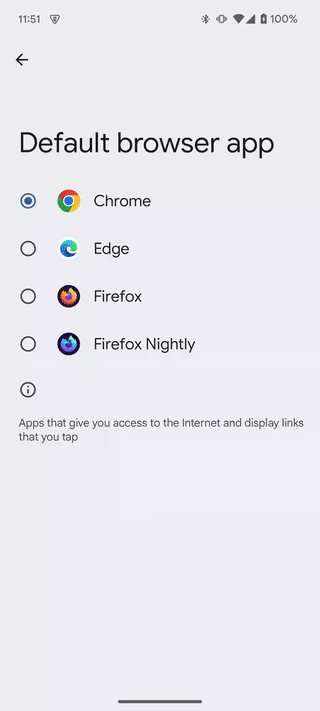 11:51 100%
Default browser app
Chrome
Edge
Firefox
Firefox Nightly
Apps that give you access to the Internet and display links
that you tap